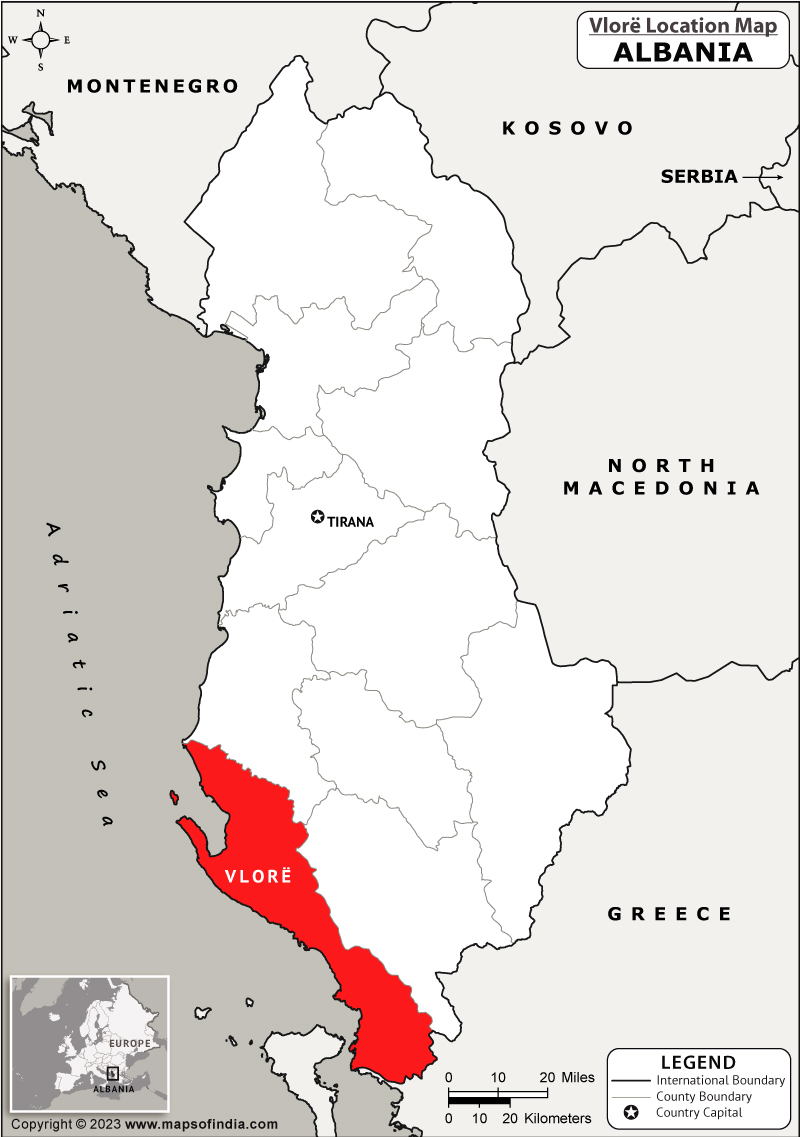 N
W E
S
Vlorë Location Map
ALBANIA
MONTENEGRO
KOSOVO
SERBIA
NORTH
MACEDONIA
TIRANA
Adriatic Sea
VLORË
GREECE
EUROPE
ALBANIA
0 10 20 Miles
0 10 20 Kilometers
LEGEND
International Boundary
County Boundary
Country Capital
Copyright © 2023 www.mapsofindia.com